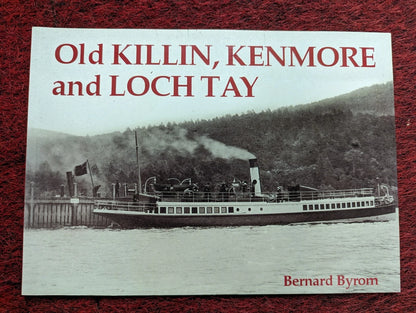 Old KILLIN, KENMORE
and LOCH TAY
Bernard Byrom